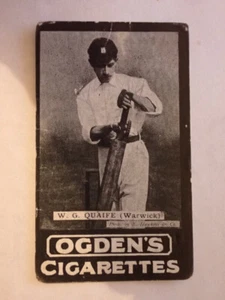 W. G. QUAIFE (Warwick)
OGDEN'S
CIGARETTES